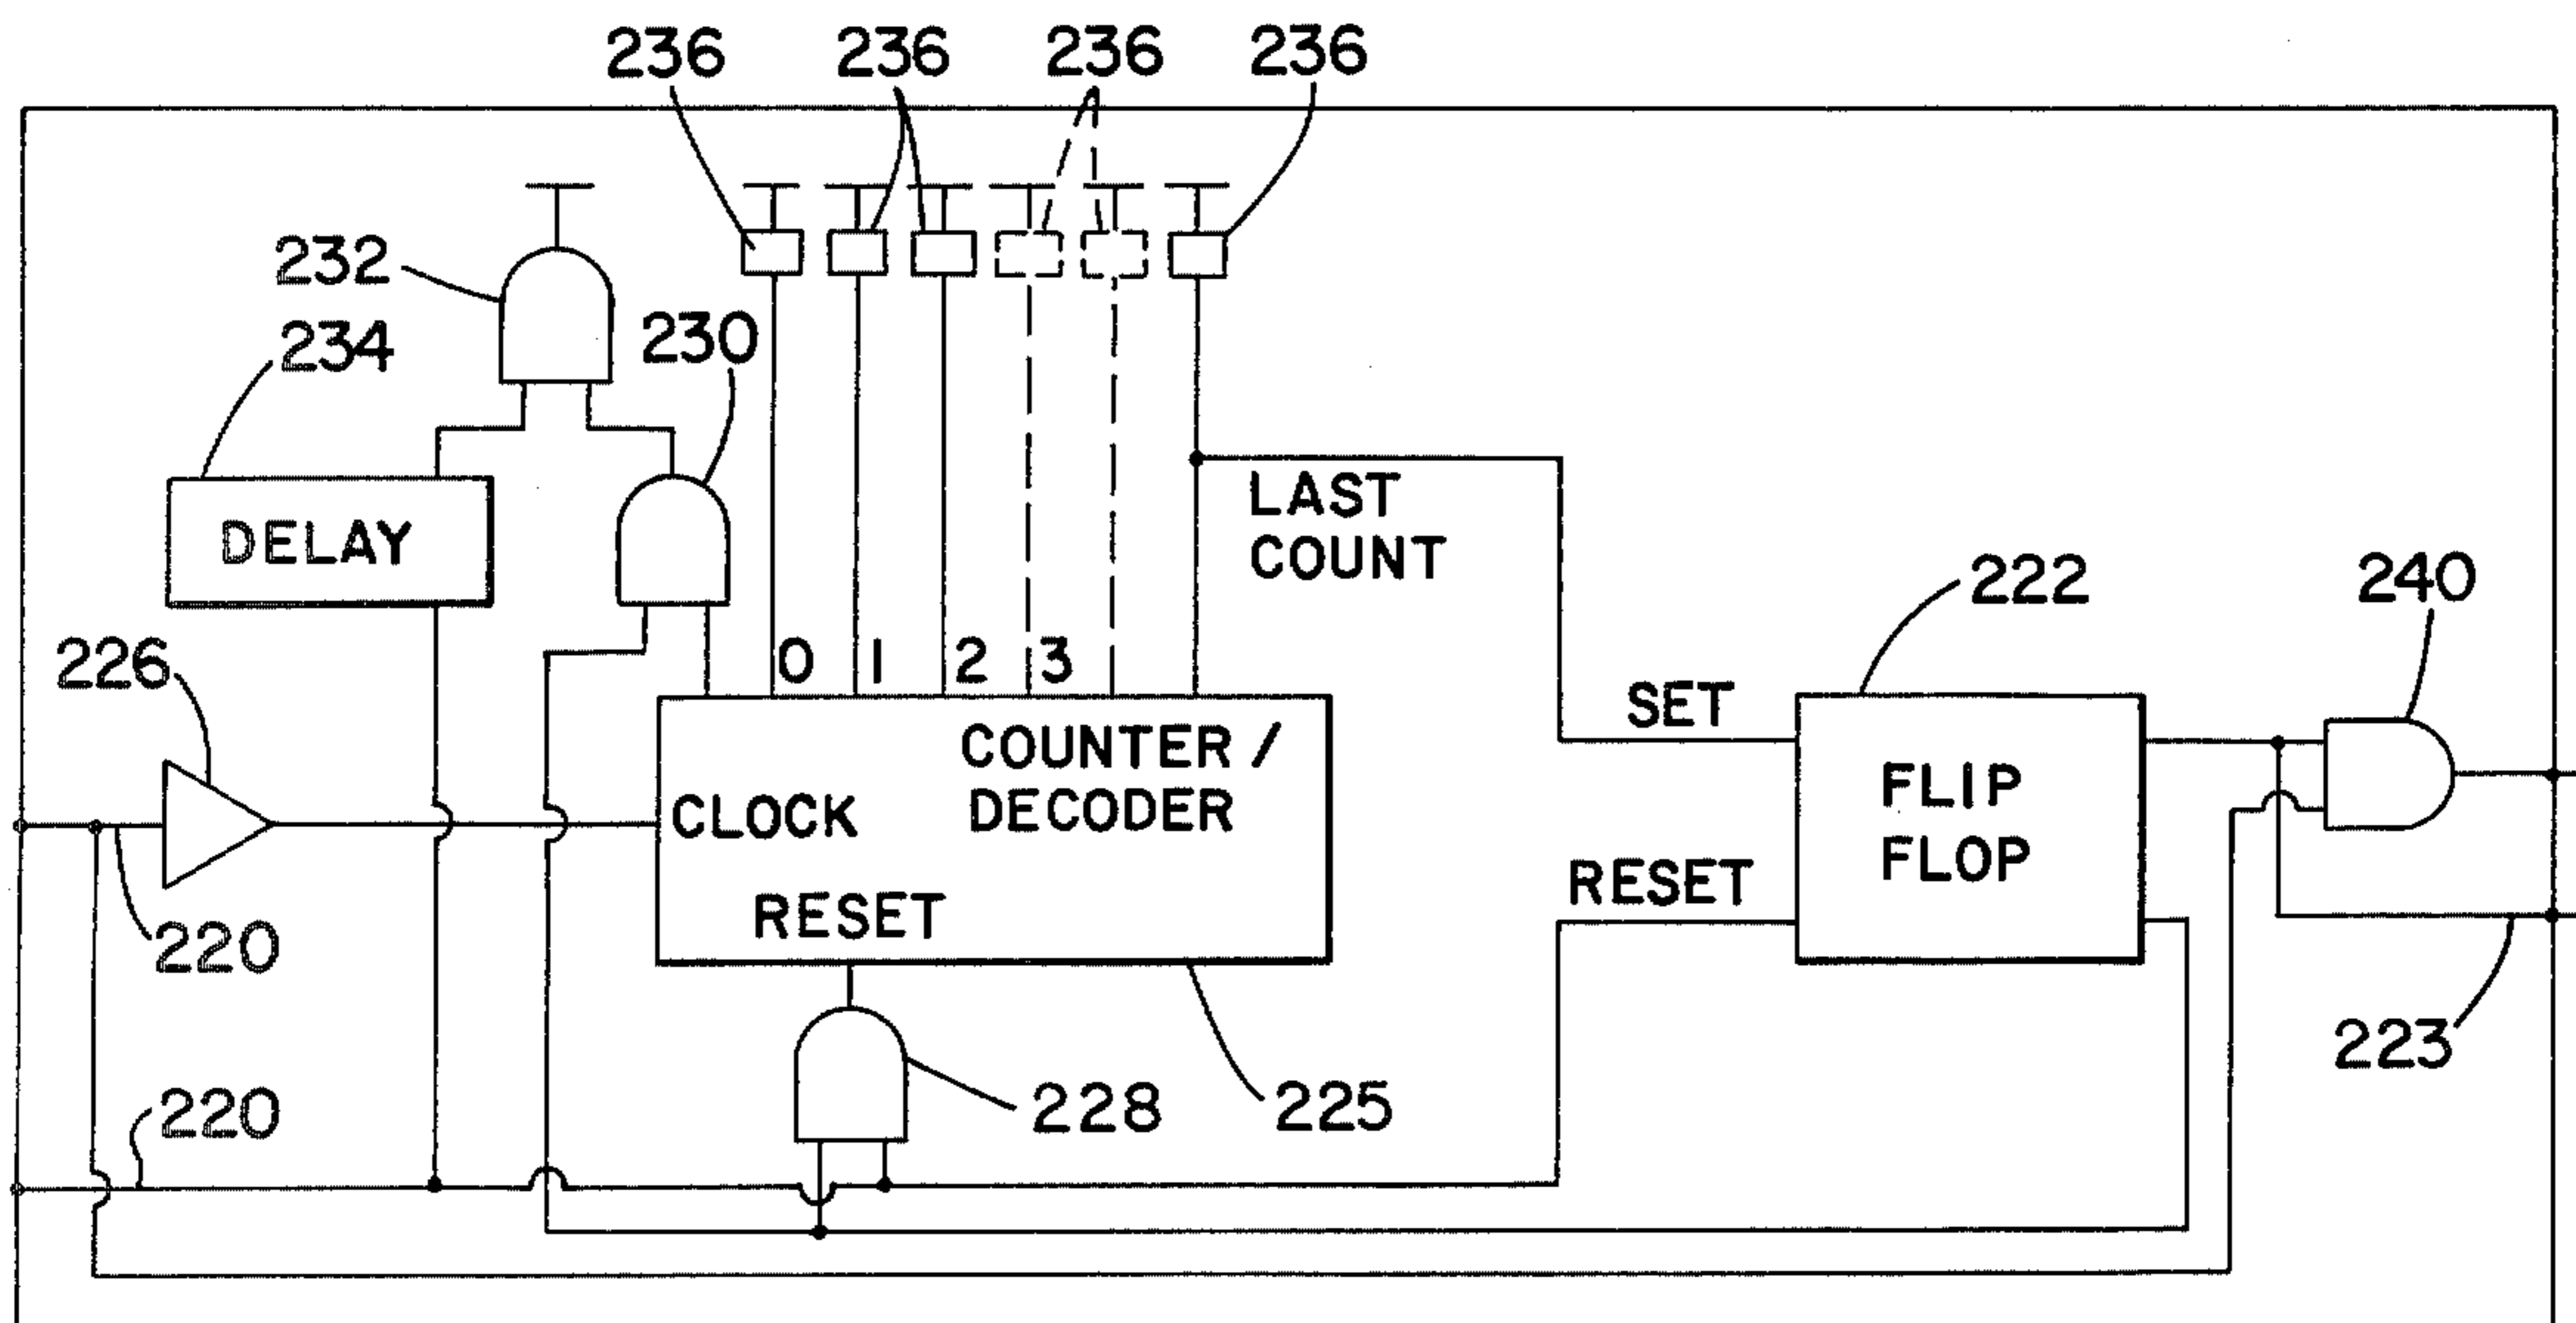 236 236 236 236
232
234
230
DELAY
LAST
COUNT
222
240
226
0 1 2 3
SET
COUNTER /
DECODER
CLOCK
FLIP
FLOP
RESET
RESET
220
223
220
228
225